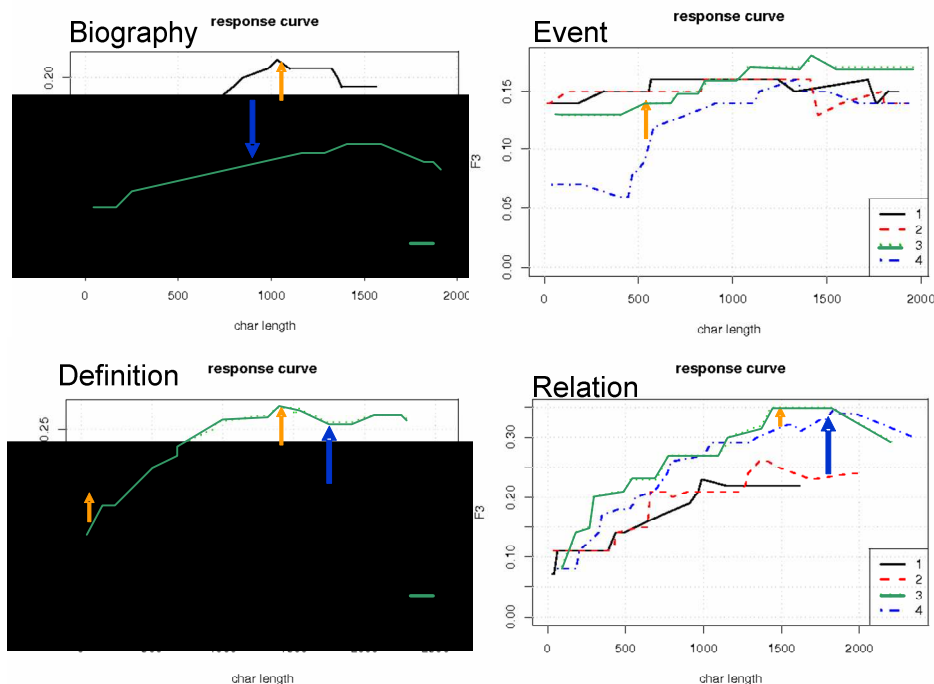 Biography
response curve
0.20
0
500
1000
1500
2000
char length
Event
response curve
F3
0.15
0.10
0.05
0.00
1
2
3
4
0
500
1000
1500
2000
char length
Definition
response curve
0.25
char length
Relation
response curve
F3
0.30
0.20
0.10
0.00
1
2
3
4
0
500
1000
1500
2000
char length